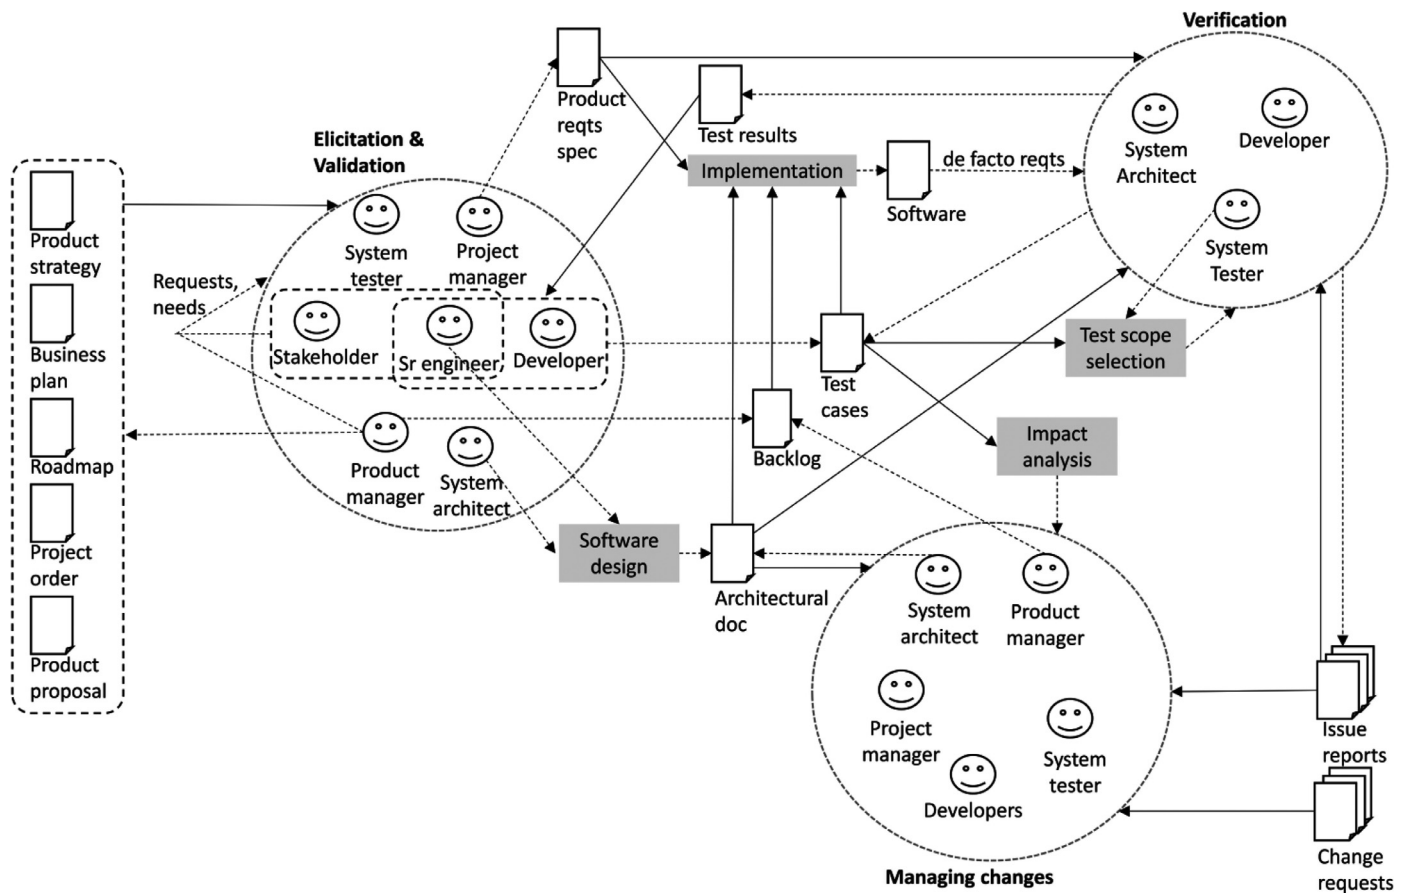 Verification
Product
reqts
spec
Test results
Elicitation &
Validation
Implementation
Software
de facto reqts
System
Architect
Developer
System
Tester
Product
strategy
Business
plan
Roadmap
Project
order
Product
proposal
Requests,
needs
System
tester
Project
manager
Stakeholder
Sr engineer
Developer
Product
manager
System
architect
Test
cases
Test scope
selection
Backlog
Impact
analysis
Software
design
Architectural
doc
System
architect
Product
manager
Project
manager
System
tester
Developers
Managing changes
Issue
reports
Change
requests